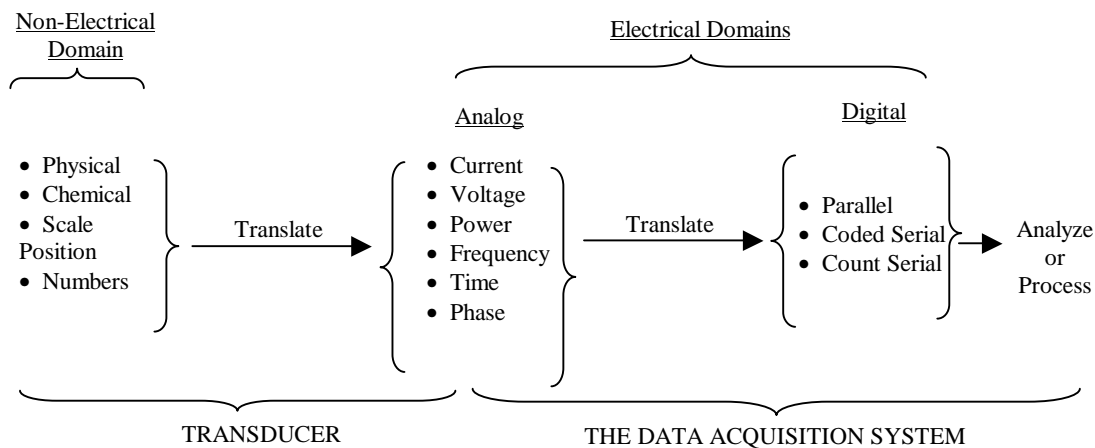 Non-Electrical
Domain
Electrical Domains
Analog
Digital
• Physical
• Chemical
• Scale
Position
• Numbers
Translate
• Current
• Voltage
• Power
• Frequency
• Time
• Phase
Translate
• Parallel
• Coded Serial
• Count Serial
Analyze
or
Process
TRANSDUCER
THE DATA ACQUISITION SYSTEM